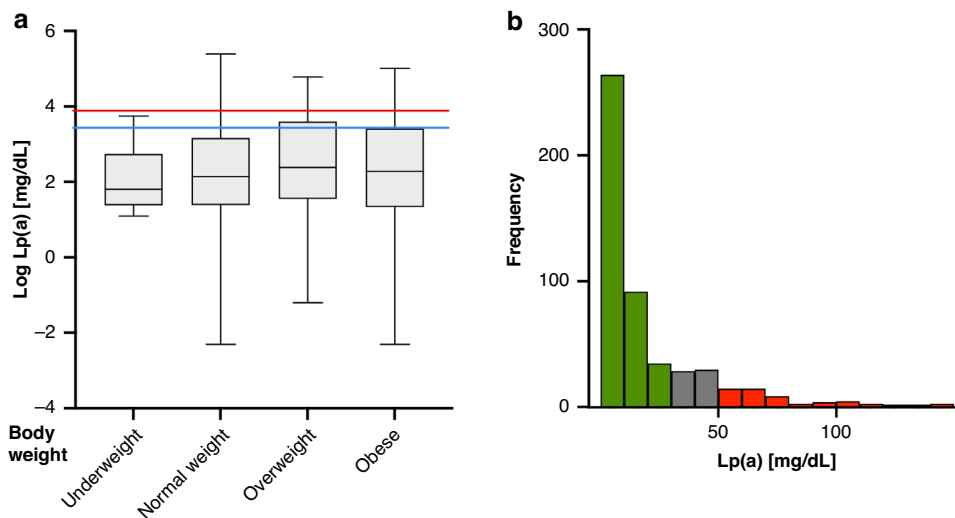 a
6
4
2
0
–2
–4
Log Lp(a) [mg/dL]
Body
weight
Underweight
Normal weight
Overweight
Obese
b
300
200
100
0
Frequency
50
100
Lp(a) [mg/dL]